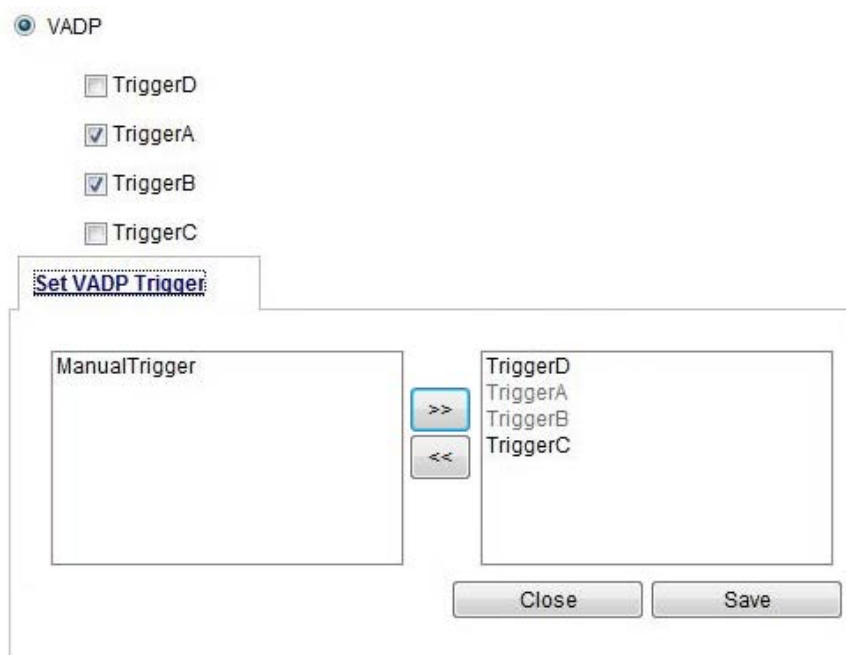 VADP
TriggerD
TriggerA
TriggerB
TriggerC
Set VADP Trigger
ManualTrigger
>>
<<
TriggerD
TriggerA
TriggerB
TriggerC
Close Save